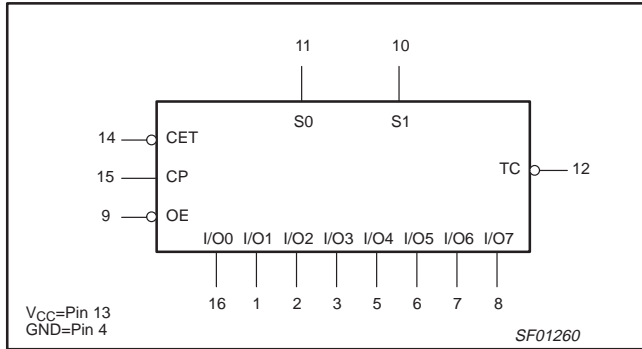 11 10
S0 S1
14 CET
15 CP
TC 12
9 OE
I/O0 I/O1 I/O2 I/O3 I/O4 I/O5 I/O6 I/O7
16 1 2 3 5 6 7 8
VCC=Pin 13
GND=Pin 4
SF01260